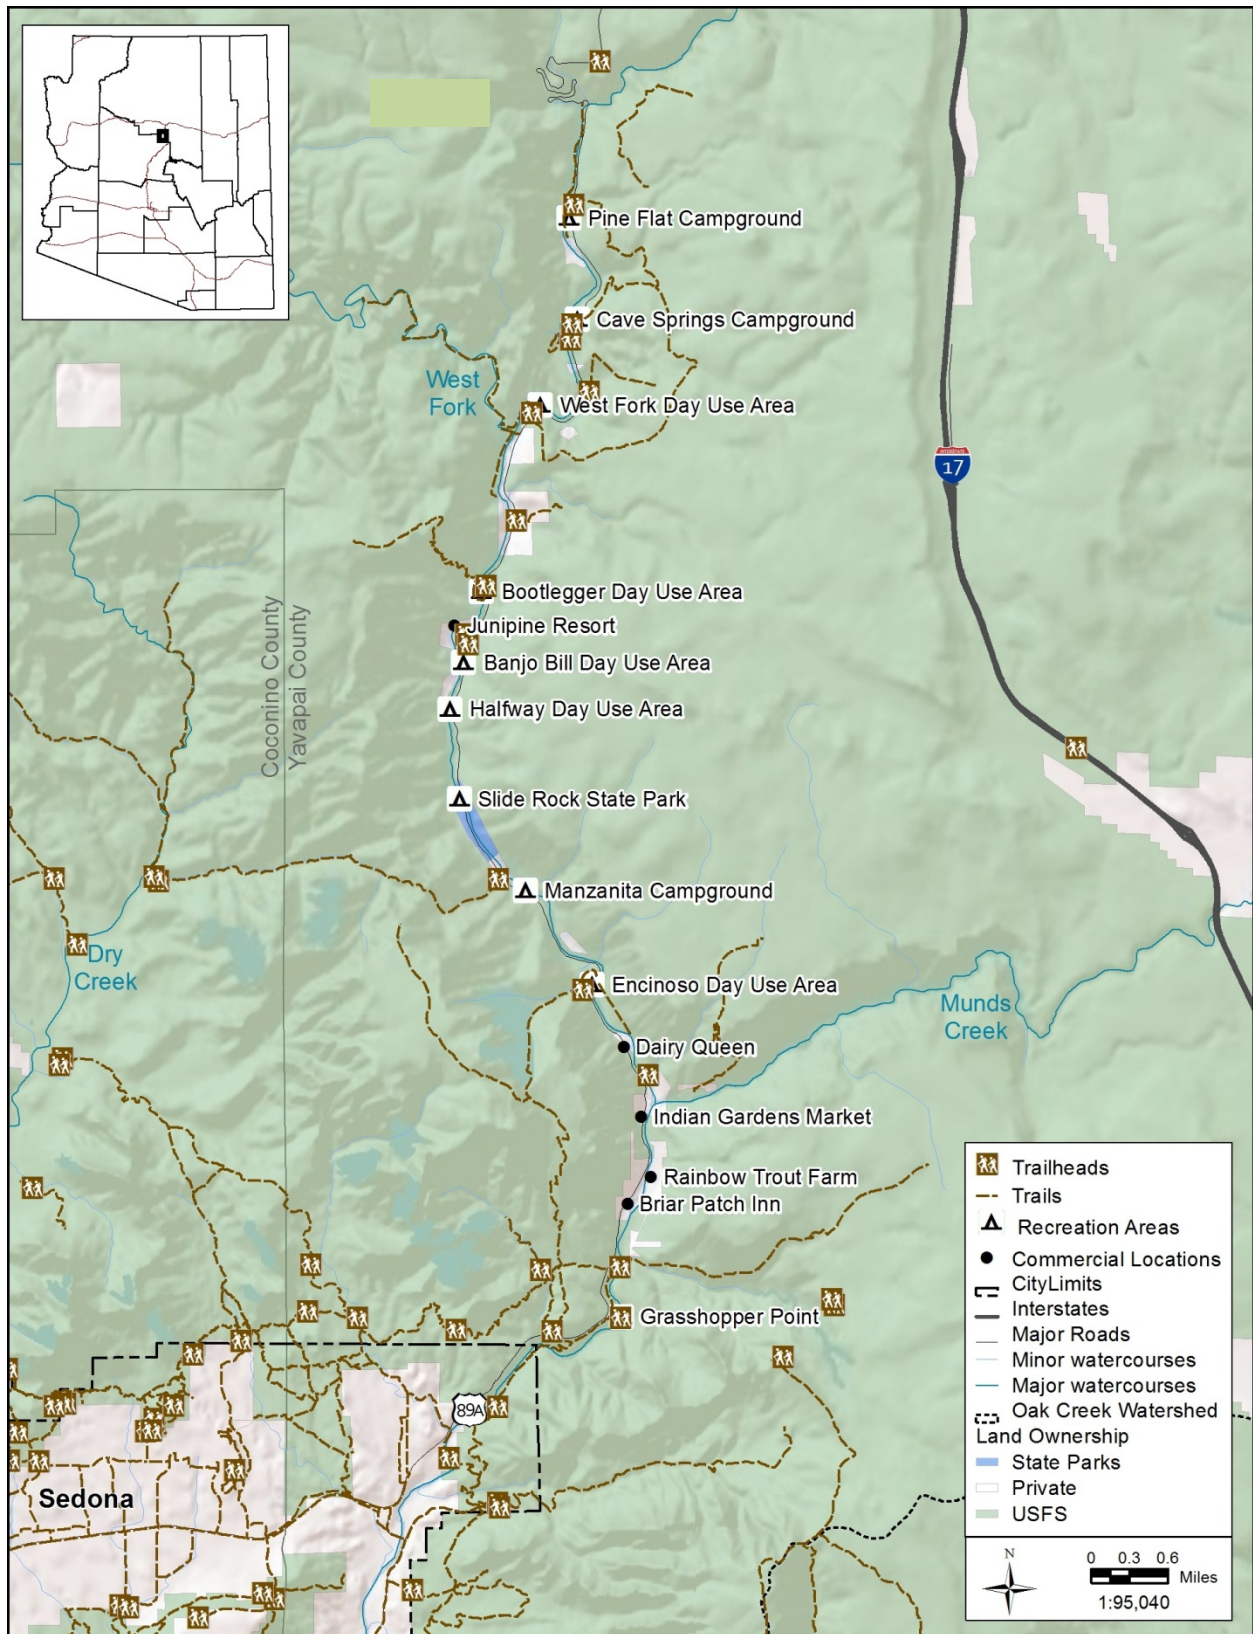 Pine Flat Campground
Cave Springs Campground
West
Fork
West Fork Day Use Area
INTERSTATE
17
Bootlegger Day Use Area
Coconino County
Yavapai County
Junipine Resort
Banjo Bill Day Use Area
Halfway Day Use Area
Slide Rock State Park
Manzanita Campground
Dry
Creek
Encinoso Day Use Area
Munds
Creek
Dairy Queen
Indian Gardens Market
Rainbow Trout Farm
Briar Patch Inn
Grasshopper Point
89A
Sedona
Trailheads
Trails
Recreation Areas
Commercial Locations
CityLimits
Interstates
Major Roads
Minor watercourses
Major watercourses
Oak Creek Watershed
Land Ownership
State Parks
Private
USFS
N
0 0.3 0.6
Miles
1:95,040